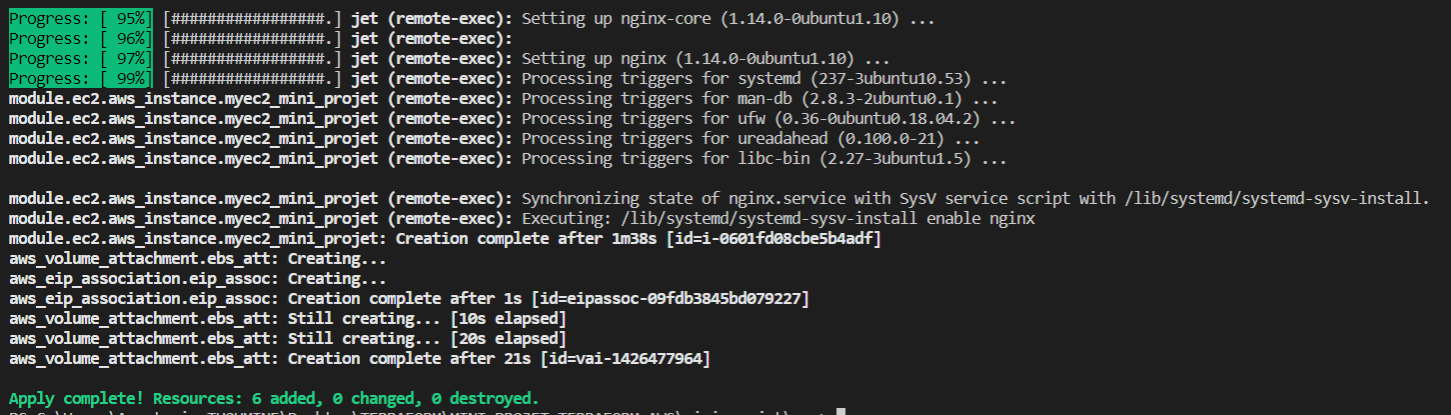 Progress: [ 95%] [#################.] jet (remote-exec): Setting up nginx-core (1.14.0-0ubuntu1.10) ...
Progress: [ 96%] [#################.] jet (remote-exec):
Progress: [ 97%] [#################.] jet (remote-exec): Setting up nginx (1.14.0-0ubuntu1.10) ...
Progress: [ 99%] [#################.] jet (remote-exec): Processing triggers for systemd (237-3ubuntu10.53) ...
module.ec2.aws_instance.myec2_mini_projet (remote-exec): Processing triggers for man-db (2.8.3-2ubuntu0.1) ...
module.ec2.aws_instance.myec2_mini_projet (remote-exec): Processing triggers for ufw (0.36-0ubuntu0.18.04.2) ...
module.ec2.aws_instance.myec2_mini_projet (remote-exec): Processing triggers for ureadahead (0.100.0-21) ...
module.ec2.aws_instance.myec2_mini_projet (remote-exec): Processing triggers for libc-bin (2.27-3ubuntu1.5) ...
module.ec2.aws_instance.myec2_mini_projet (remote-exec): Synchronizing state of nginx.service with SysV service script with /lib/systemd/systemd-sysv-install.
module.ec2.aws_instance.myec2_mini_projet (remote-exec): Executing: /lib/systemd/systemd-sysv-install enable nginx
module.ec2.aws_instance.myec2_mini_projet: Creation complete after 1m38s [id=i-0601fd08cbe5b4adf]
aws_volume_attachment.ebs_att: Creating...
aws_eip_association.eip_assoc: Creating...
aws_eip_association.eip_assoc: Creation complete after 1s [id=eipassoc-09fdb3845bd079227]
aws_volume_attachment.ebs_att: Still creating... [10s elapsed]
aws_volume_attachment.ebs_att: Still creating... [20s elapsed]
aws_volume_attachment.ebs_att: Creation complete after 21s [id=vai-1426477964]
Apply complete! Resources: 6 added, 0 changed, 0 destroyed.